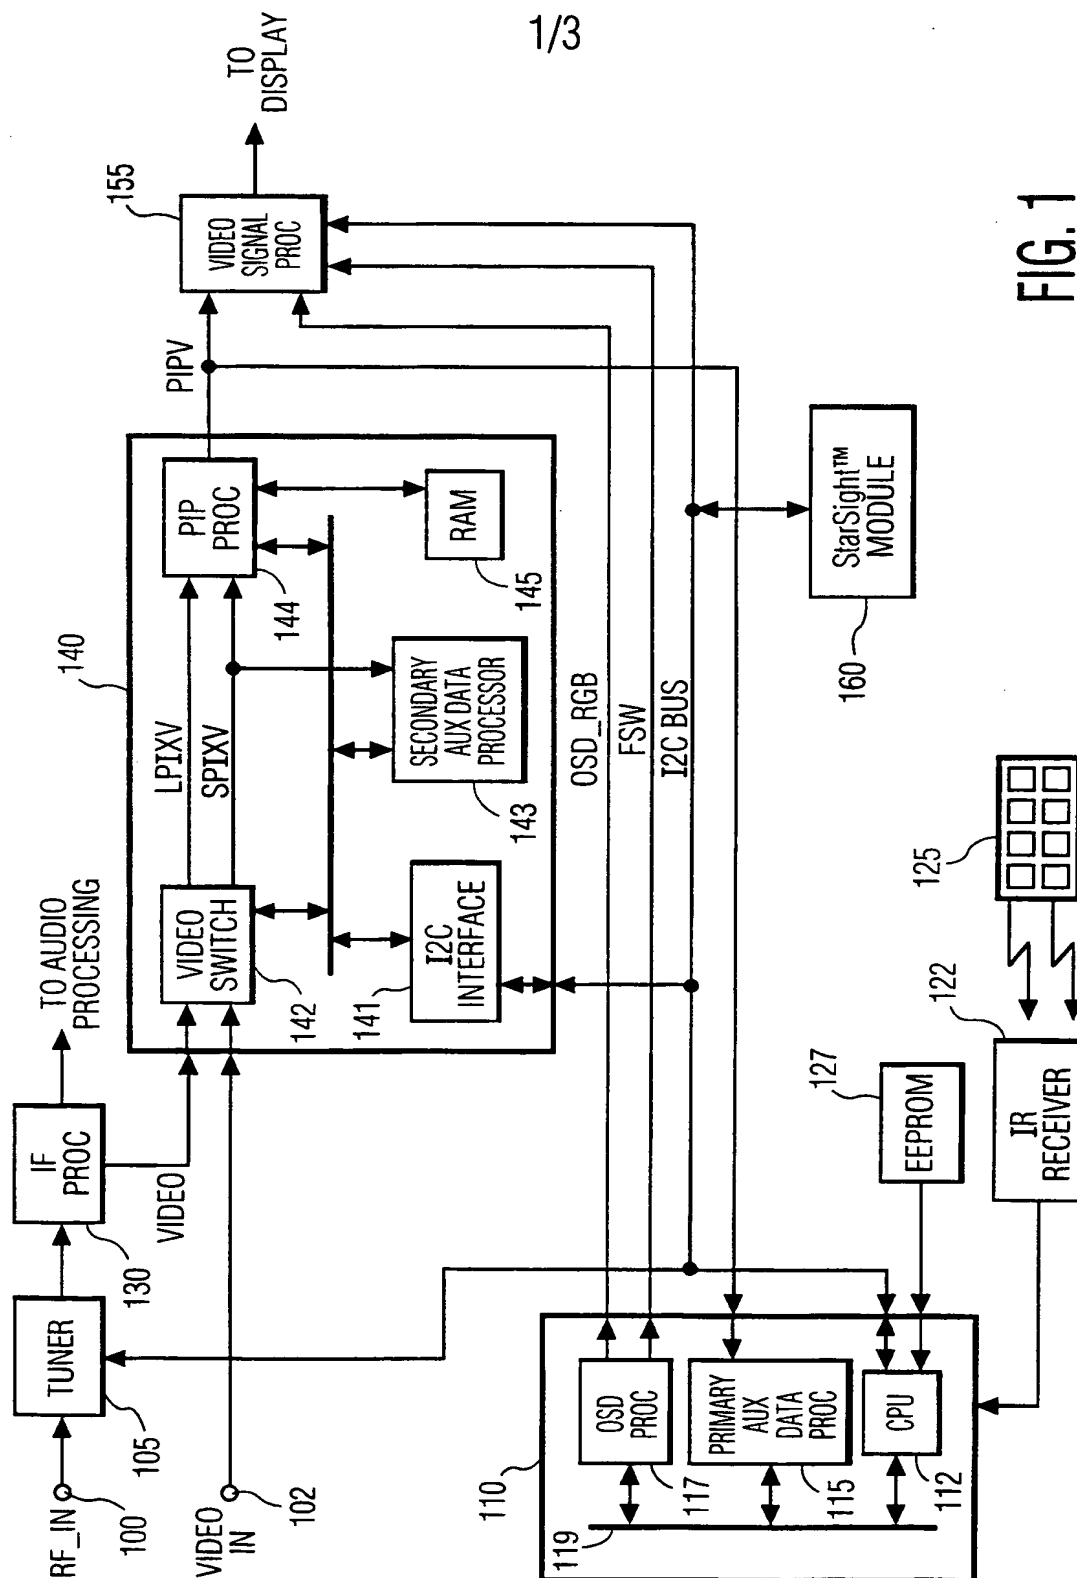 1/3
RF_IN
100
TUNER
105
IF
PROC
130
TO AUDIO
PROCESSING
VIDEO
VIDEO
IN
102
140
VIDEO
SWITCH
142
LPIXV
SPIXV
PIP
PROC
144
RAM
145
I2C
INTERFACE
141
SECONDARY
AUX DATA
PROCESSOR
143
PIPV
155
VIDEO
SIGNAL
PROC
TO
DISPLAY
OSD_RGB
FSW
I2C BUS
110
119
OSD
PROC
117
PRIMARY
AUX
DATA
PROC
115
CPU
112
EEPROM
127
IR
RECEIVER
122
125
StarSight™
MODULE
160
FIG. 1